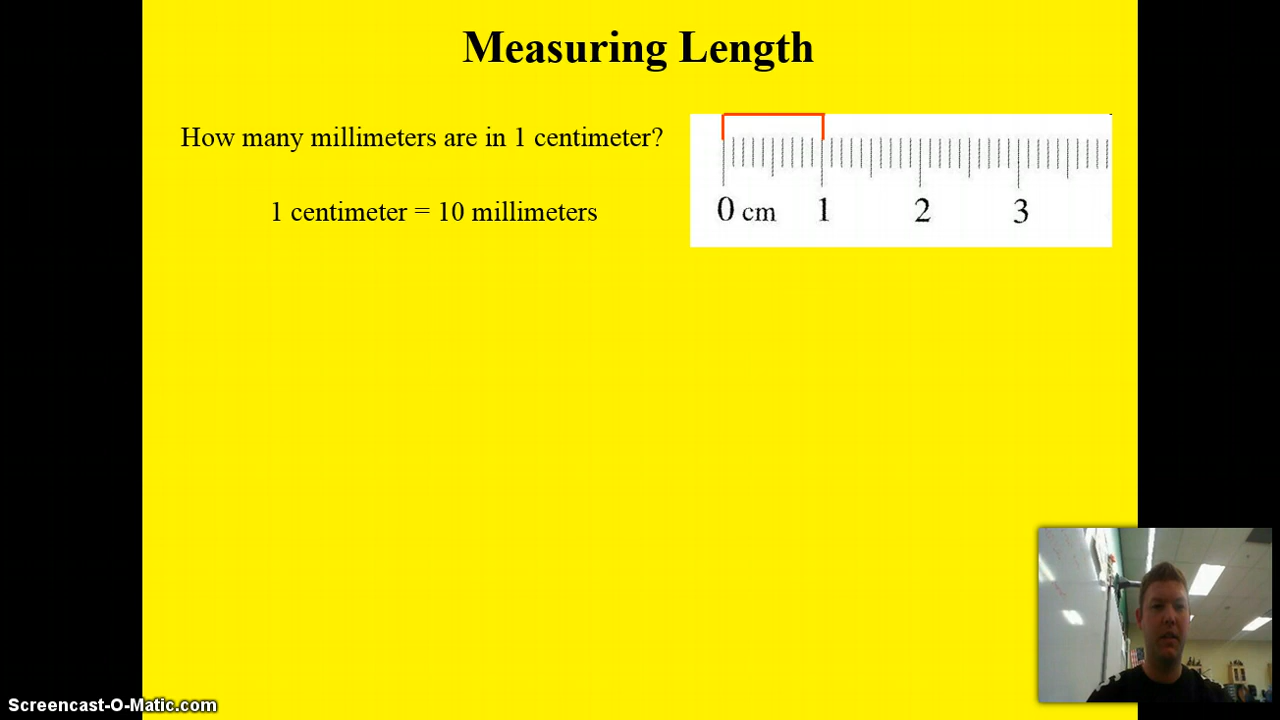 Measuring Length
How many millimeters are in 1 centimeter?
1 centimeter = 10 millimeters
0 cm 1 2 3
Screencast-O-Matic.com